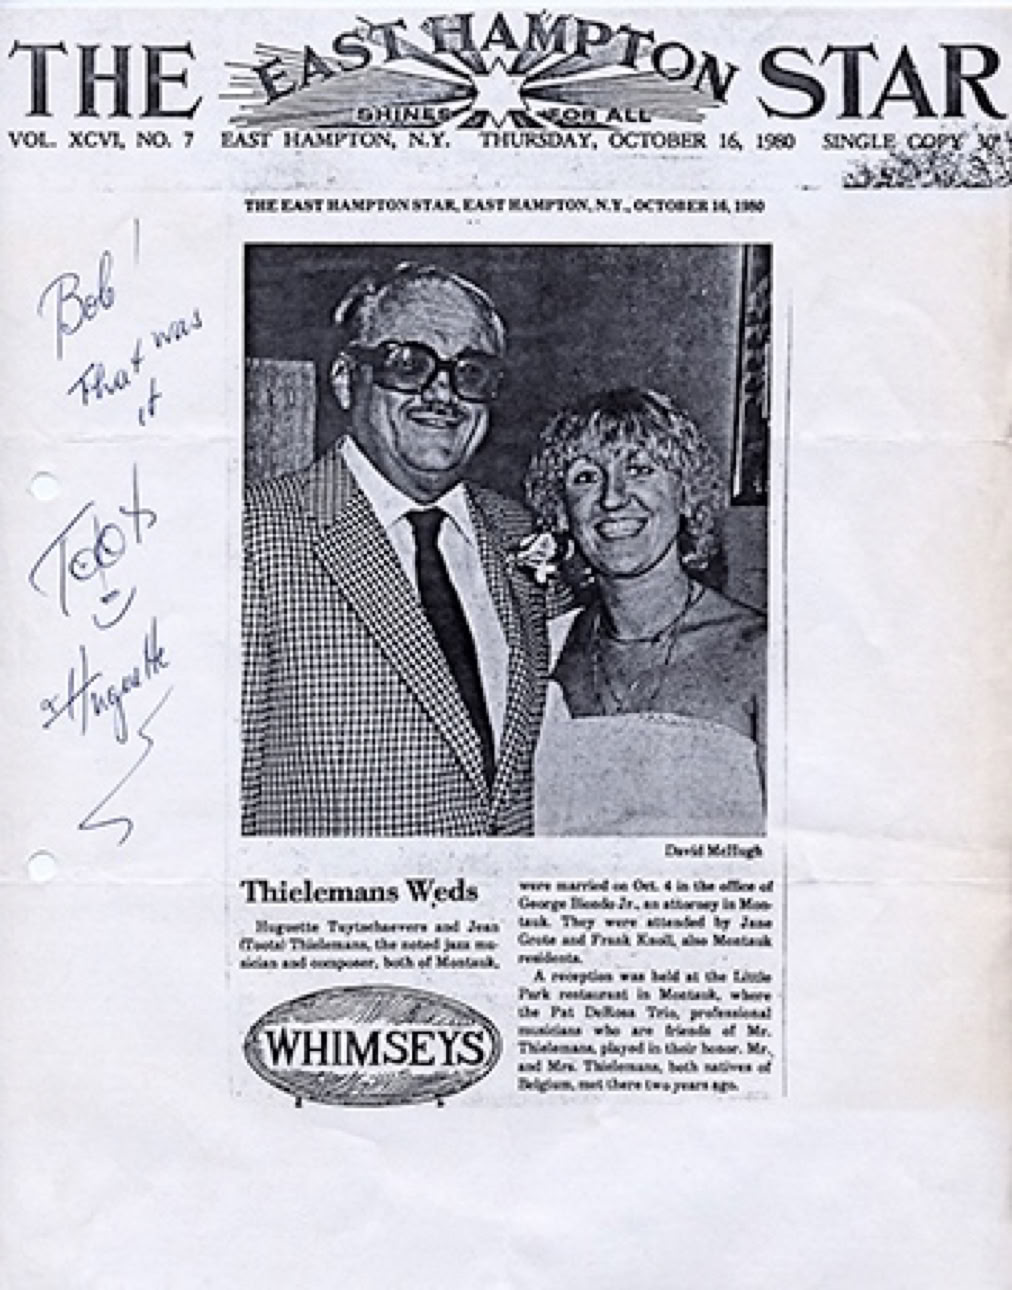 THE EAST HAMPTON STAR
SHINES FOR ALL
VOL. XCVI, NO. 7 EAST HAMPTON, N.Y. THURSDAY, OCTOBER 16, 1980 SINGLE COPY 30¢
THE EAST HAMPTON STAR, EAST HAMPTON, N.Y., OCTOBER 16, 1980
Bob!
That was
it
Toots
& Huguette
David McHugh
Thielemans Weds
Huguette Tuytschaevers and Jean
(Toots) Thielemans, the noted jazz mu-
sician and composer, both of Montauk,
WHIMSEYS
were married on Oct. 4 in the office of
George Biondo Jr., an attorney in Mon-
tauk. They were attended by Jane
Grote and Frank Knoll, also Montauk
residents.
A reception was held at the Little
Park restaurant in Montauk, where
the Pat DeRosa Trio, professional
musicians who are friends of Mr.
Thielemans, played in their honor. Mr.
and Mrs. Thielemans, both natives of
Belgium, met there two years ago.